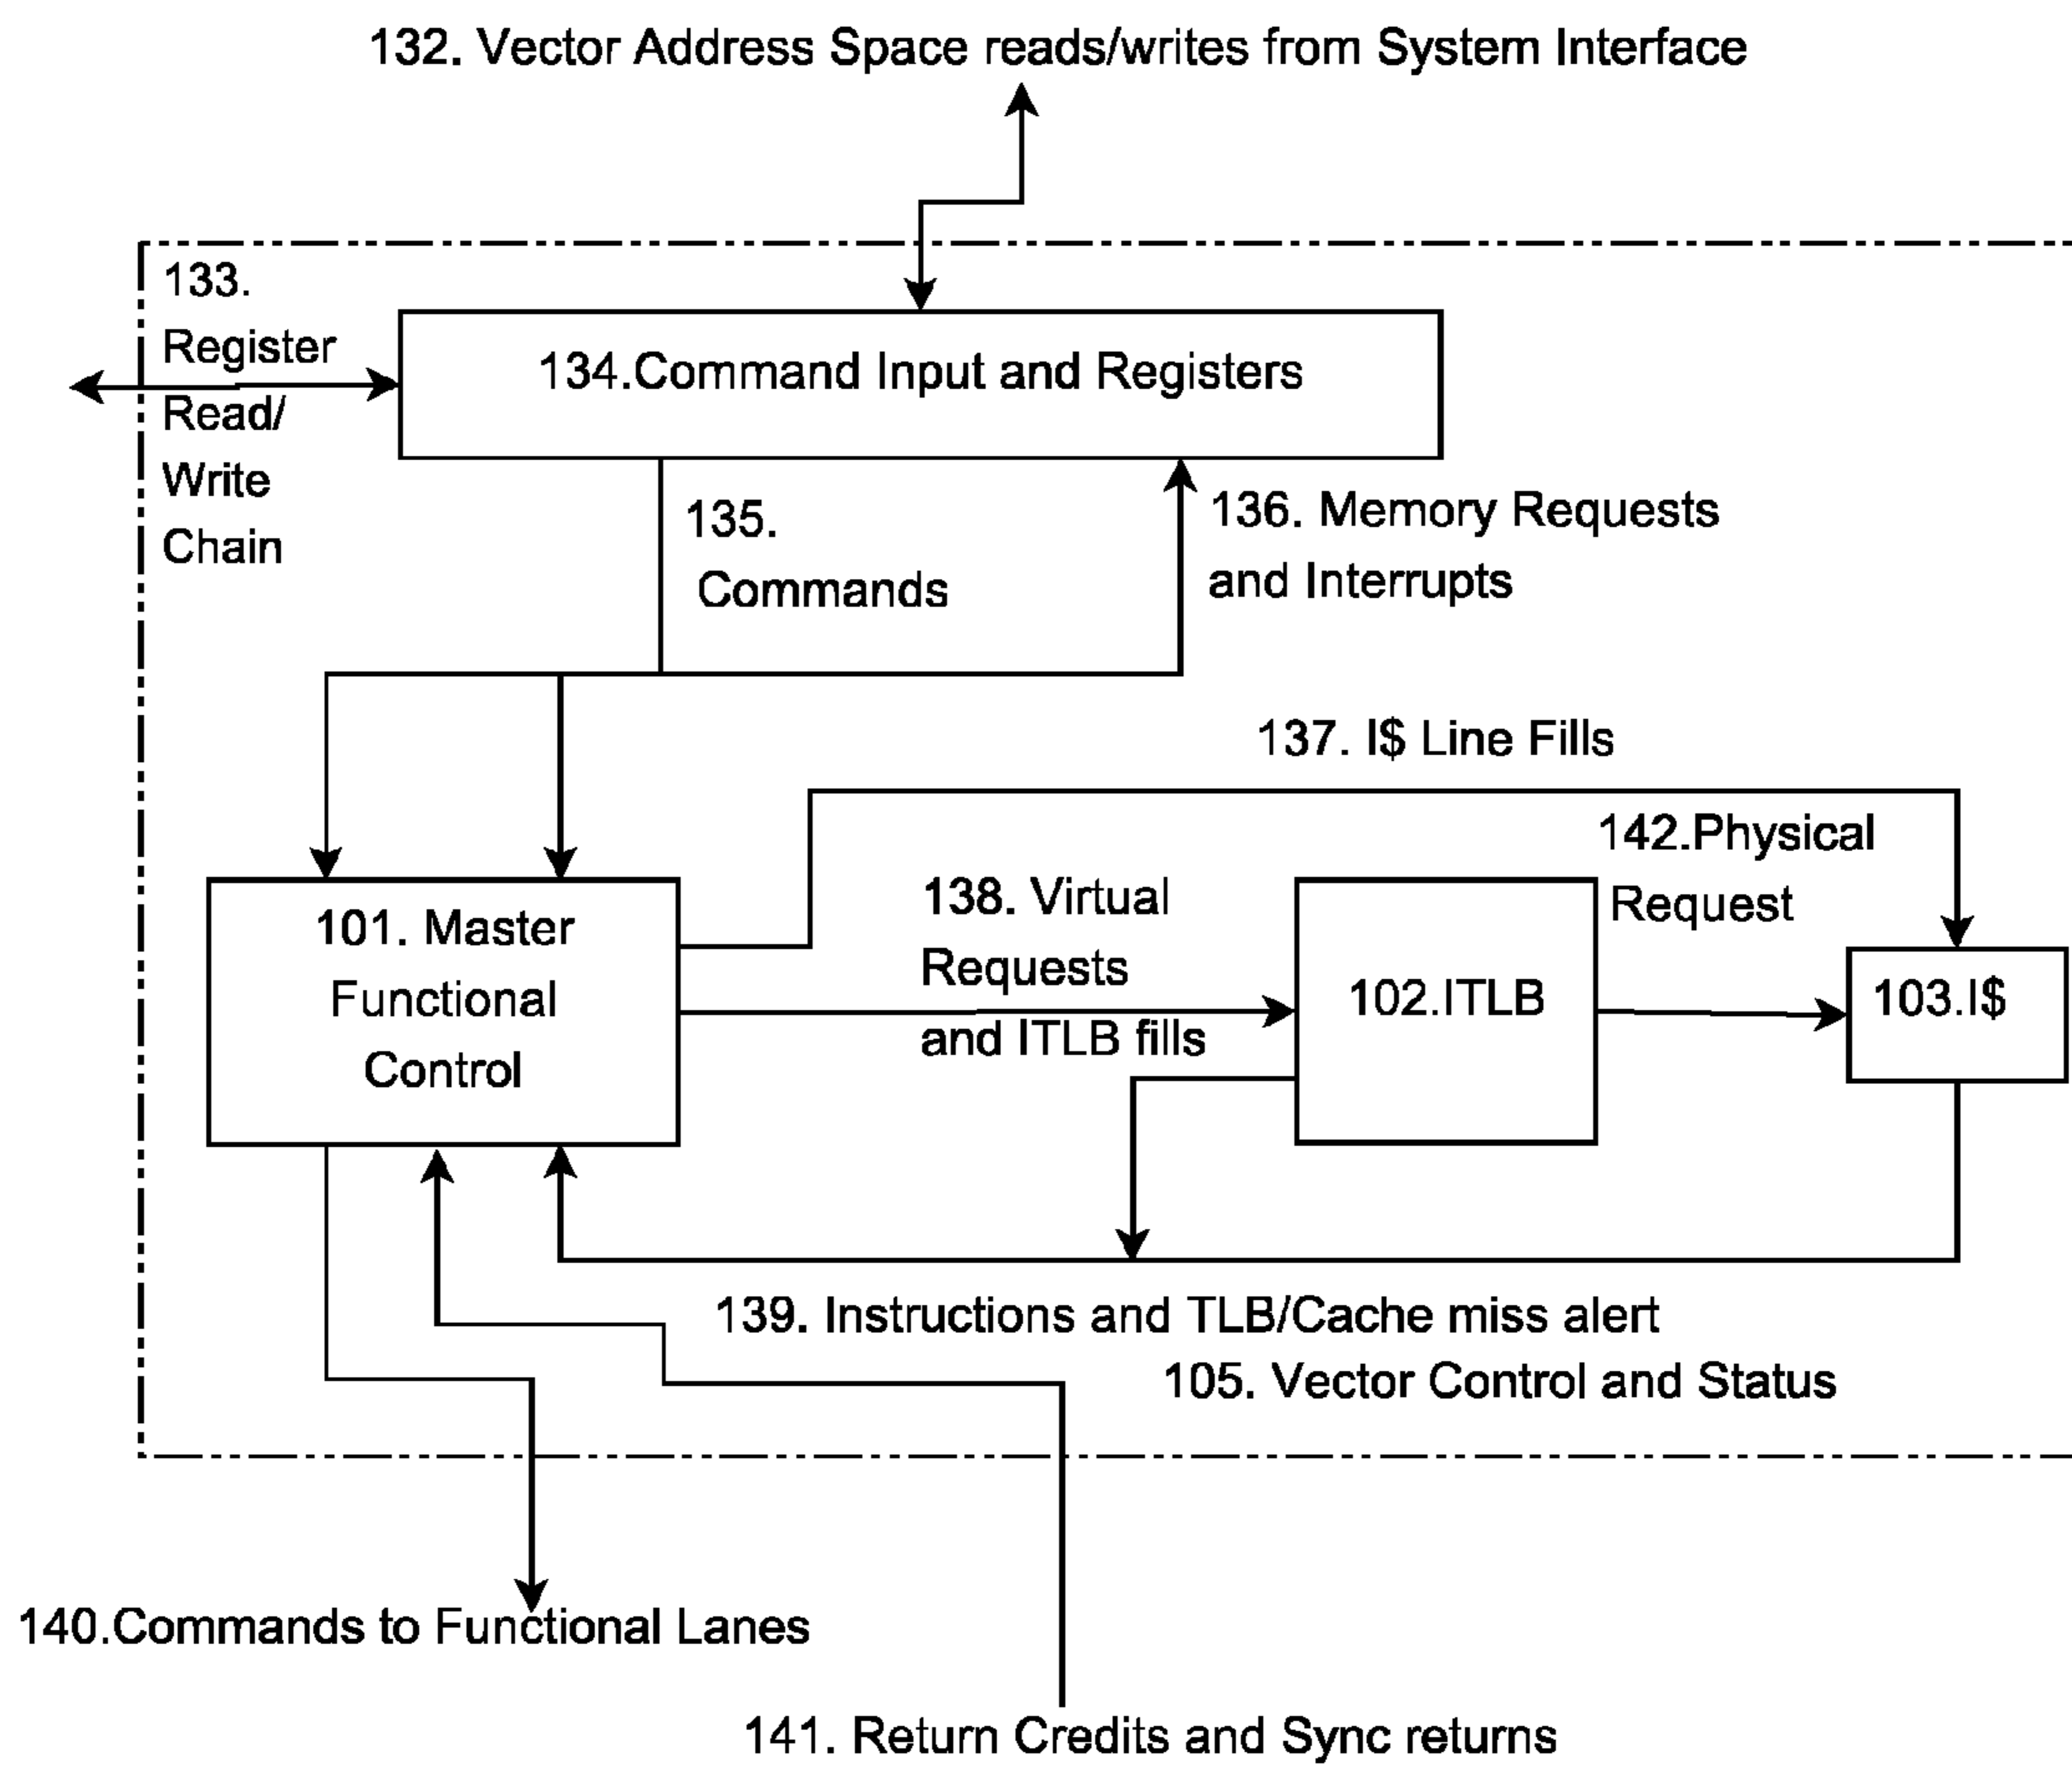 132. Vector Address Space reads/writes from System Interface
133.
Register
Read/
Write
Chain
134.Command Input and Registers
135.
Commands
136. Memory Requests
and Interrupts
137. I$ Line Fills
142.Physical
Request
101. Master
Functional
Control
138. Virtual
Requests
and ITLB fills
102.ITLB
103.I$
139. Instructions and TLB/Cache miss alert
105. Vector Control and Status
140.Commands to Functional Lanes
141. Return Credits and Sync returns